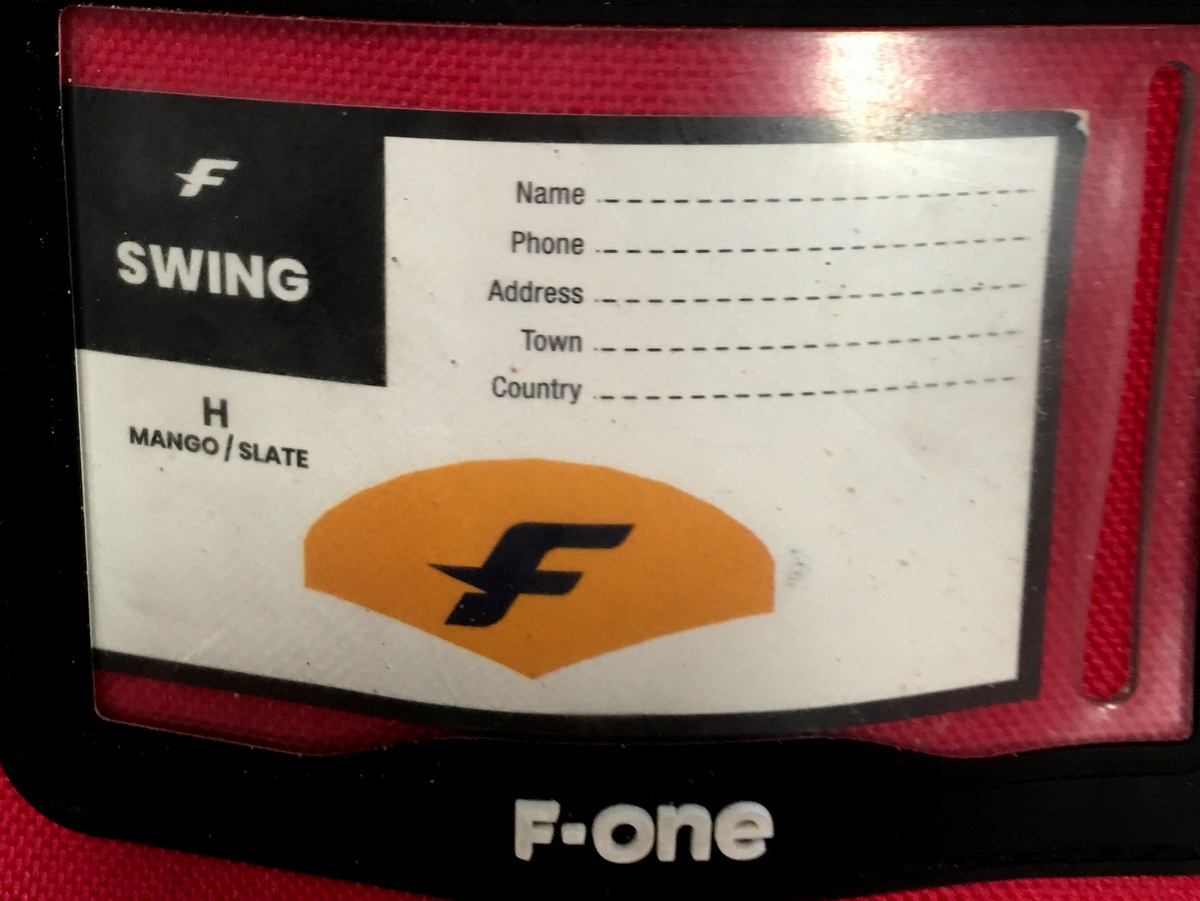 SWING
H
MANGO / SLATE
Name
Phone
Address
Town
Country
F-one